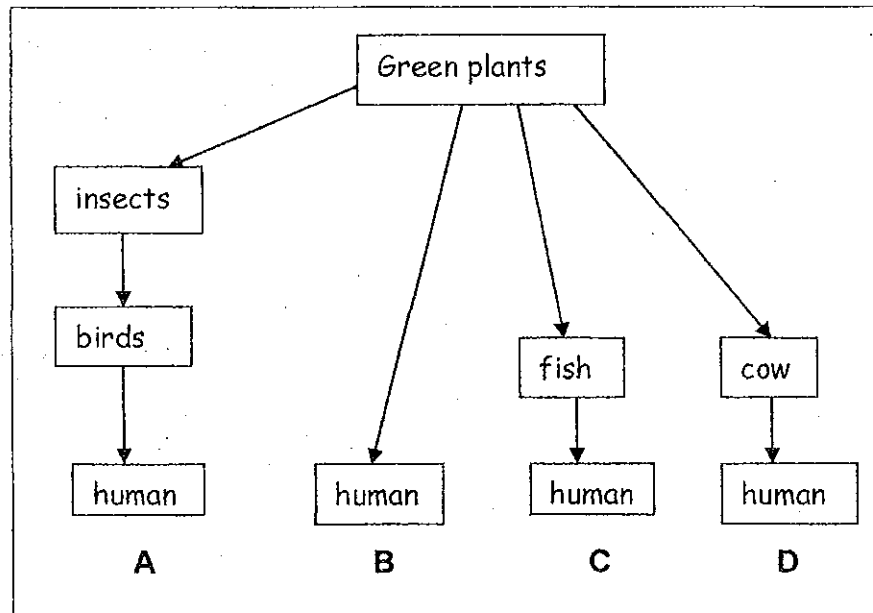 Green plants
insects
birds
fish
cow
human
human
human
human
A
B
C
D